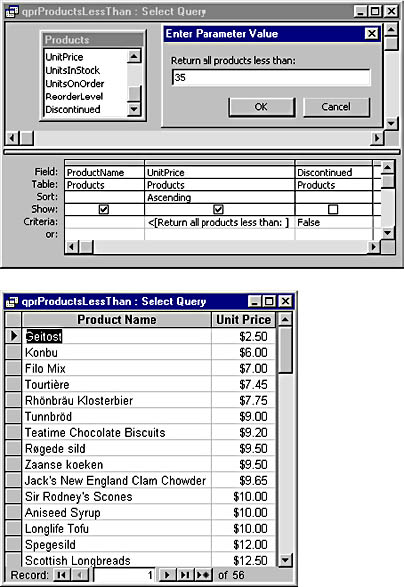 qprProductsLessThan : Select Query
Products
UnitPrice
UnitsInStock
UnitsOnOrder
ReorderLevel
Discontinued
Enter Parameter Value
Return all products less than:
35
OK Cancel
Field: ProductName UnitPrice Discontinued
Table: Products Products Products
Sort: Ascending
Show:
Criteria: <[Return all products less than: ] False
or:
qprProductsLessThan : Select Query
Product Name Unit Price
Geitost $2.50
Konbu $6.00
Filo Mix $7.00
Tourtière $7.45
Rhönbräu Klosterbier $7.75
Tunnbröd $9.00
Teatime Chocolate Biscuits $9.20
Røgede sild $9.50
Zaanse koeken $9.50
Jack's New England Clam Chowder $9.65
Sir Rodney's Scones $10.00
Aniseed Syrup $10.00
Longlife Tofu $10.00
Spegesild $12.00
Scottish Longbreads $12.50
Record: 1 of 56